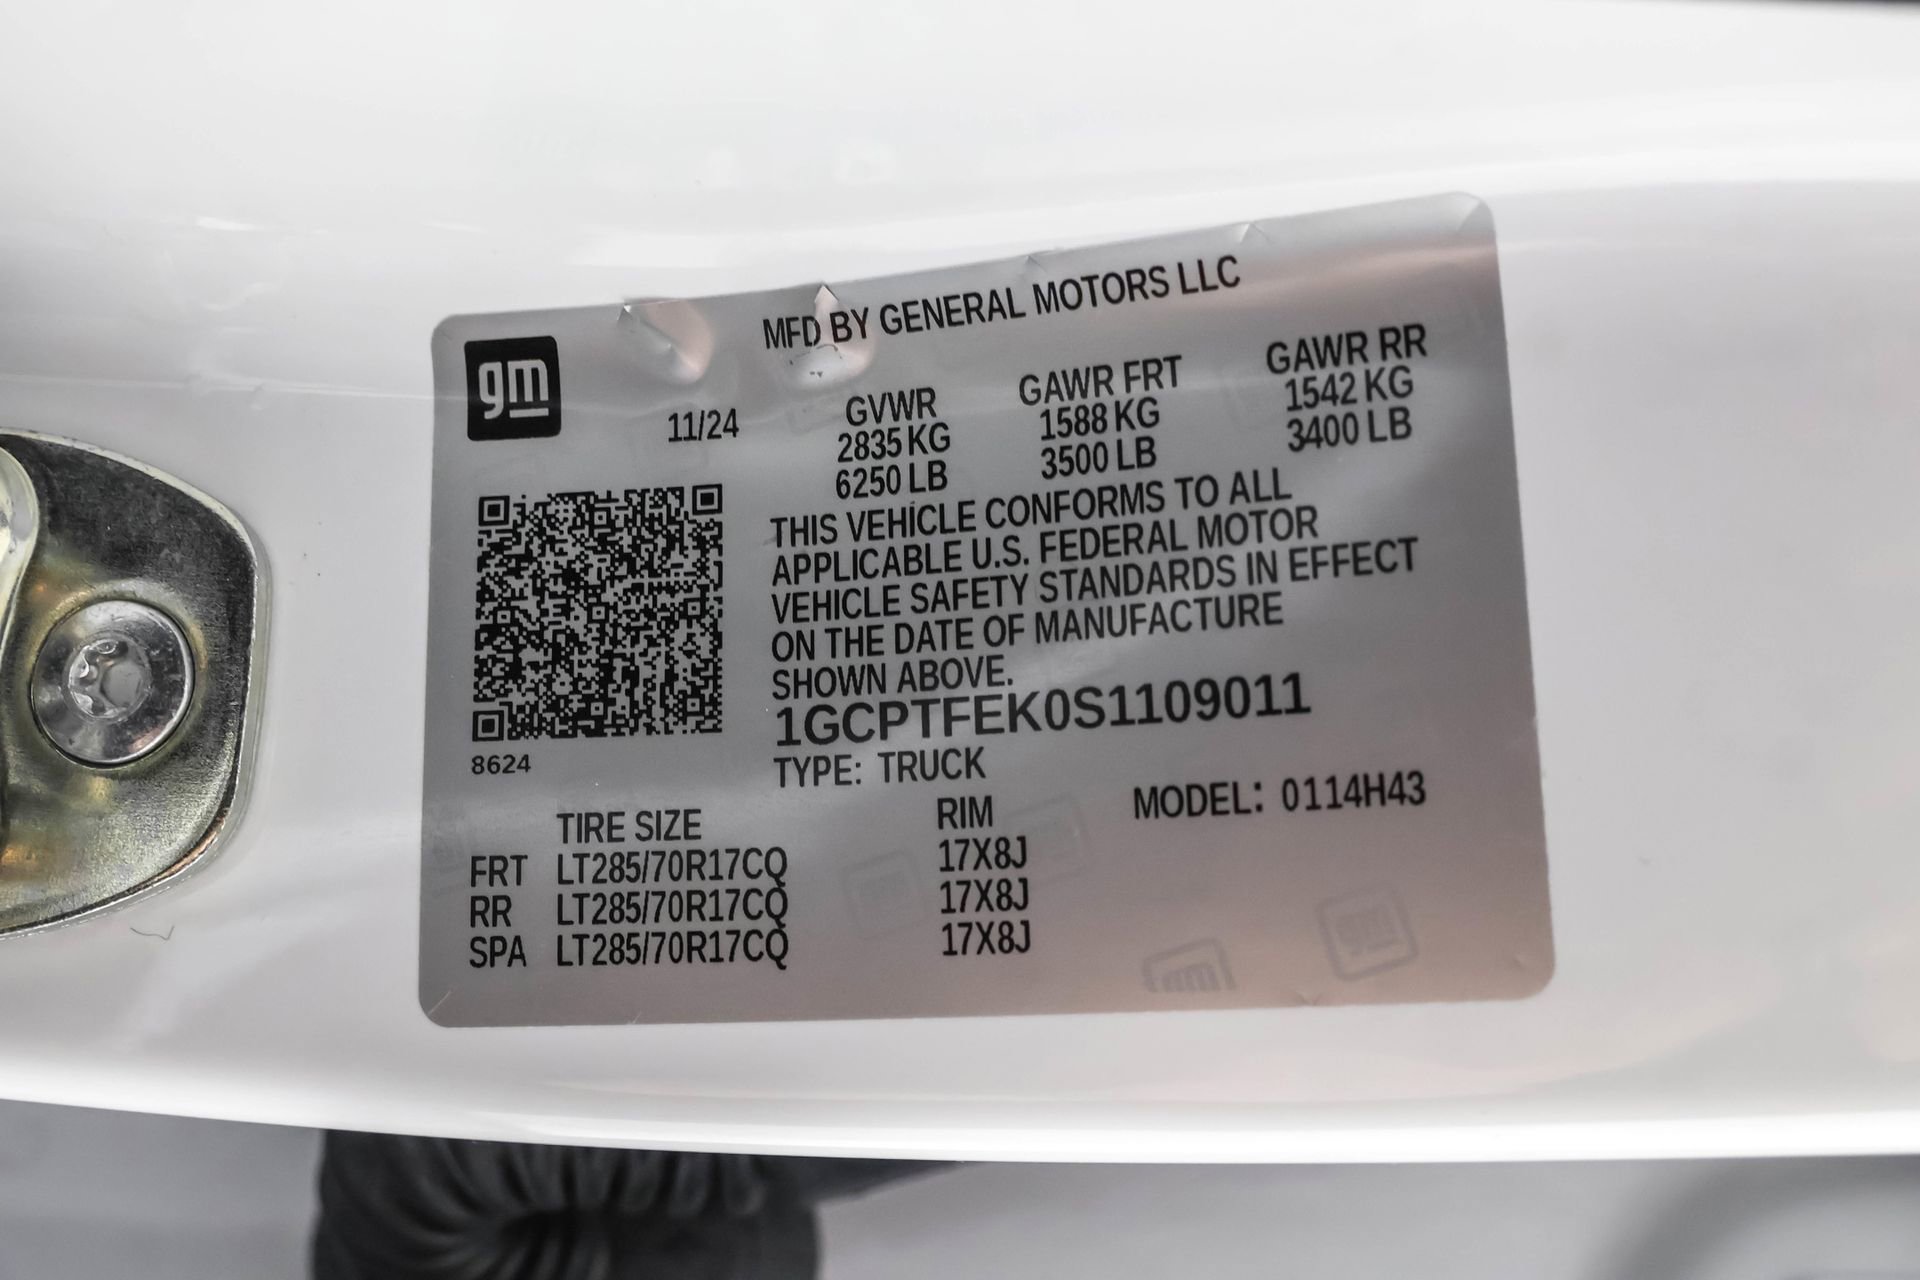 gm
MFD BY GENERAL MOTORS LLC
11/24
GVWR GAWR FRT GAWR RR
2835 KG 1588 KG 1542 KG
6250 LB 3500 LB 3400 LB
THIS VEHICLE CONFORMS TO ALL
APPLICABLE U.S. FEDERAL MOTOR
VEHICLE SAFETY STANDARDS IN EFFECT
ON THE DATE OF MANUFACTURE
SHOWN ABOVE.
1GCPTFEK0S1109011
8624
TYPE: TRUCK
MODEL: 0114H43
TIRE SIZE RIM
FRT LT285/70R17CQ 17X8J
RR LT285/70R17CQ 17X8J
SPA LT285/70R17CQ 17X8J
gm
gm